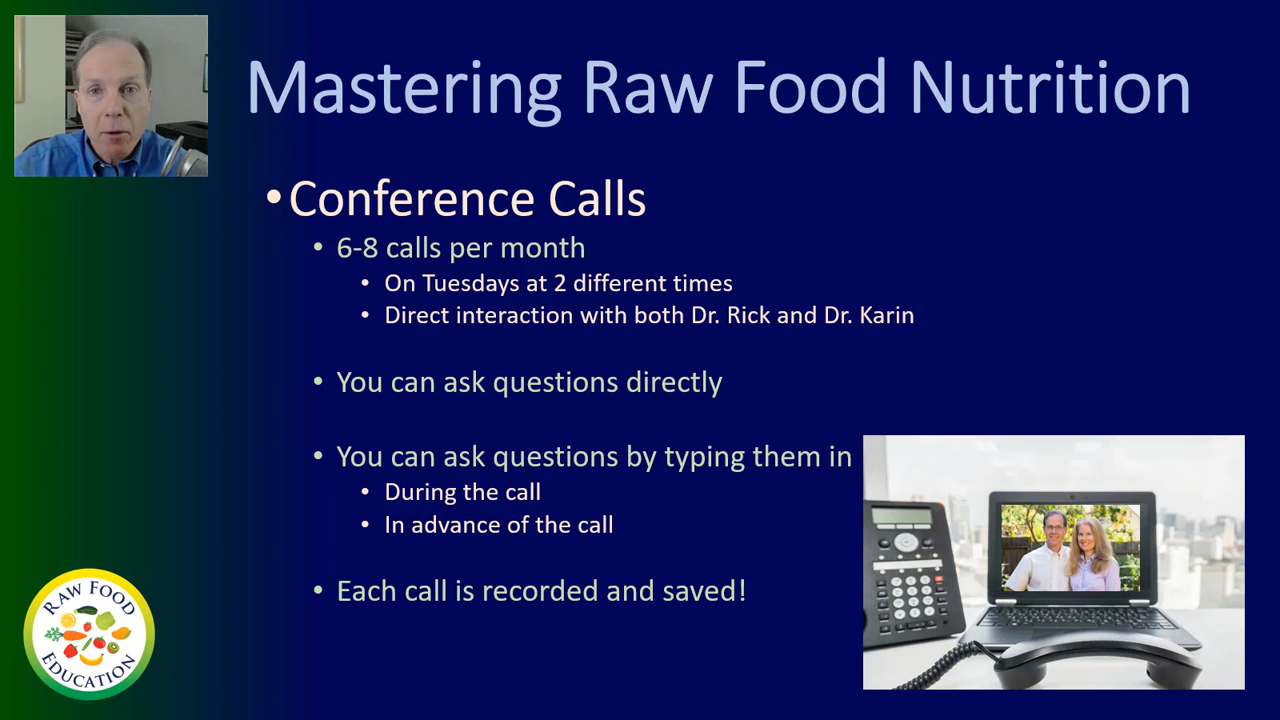 Mastering Raw Food Nutrition
• Conference Calls
• 6-8 calls per month
• On Tuesdays at 2 different times
• Direct interaction with both Dr. Rick and Dr. Karin
• You can ask questions directly
• You can ask questions by typing them in
• During the call
• In advance of the call
• Each call is recorded and saved!
RAW FOOD
EDUCATION